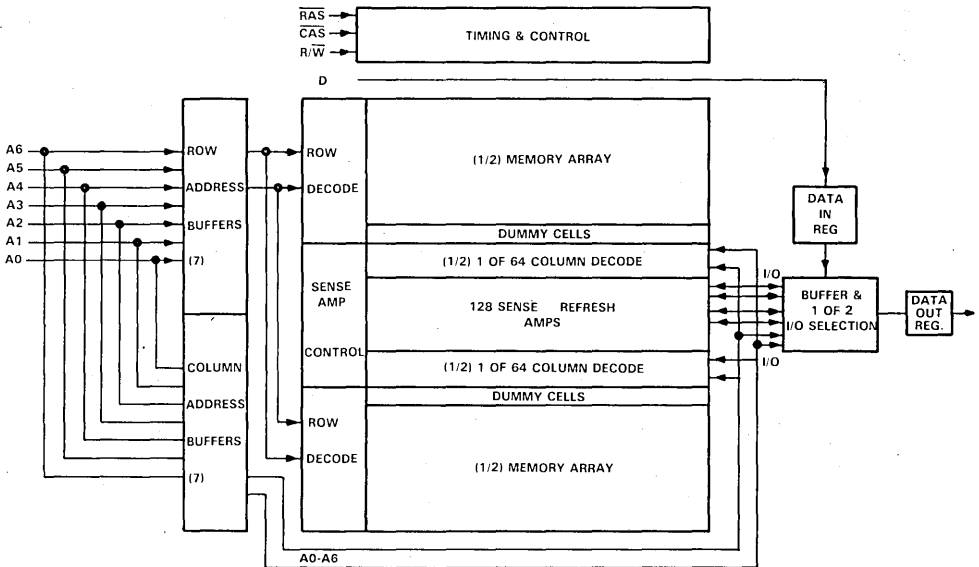 RAS
CAS
R/W
TIMING & CONTROL
D
A6
A5
A4
A3
A2
A1
A0
ROW
ADDRESS
BUFFERS
(7)
COLUMN
ADDRESS
BUFFERS
(7)
ROW
DECODE
SENSE
AMP
CONTROL
ROW
DECODE
(1/2) MEMORY ARRAY
DUMMY CELLS
(1/2) 1 OF 64 COLUMN DECODE
128 SENSE REFRESH
AMPS
(1/2) 1 OF 64 COLUMN DECODE
DUMMY CELLS
(1/2) MEMORY ARRAY
DATA
IN
REG
I/O
BUFFER &
1 OF 2
I/O SELECTION
I/O
DATA
OUT
REG.
A0-A6